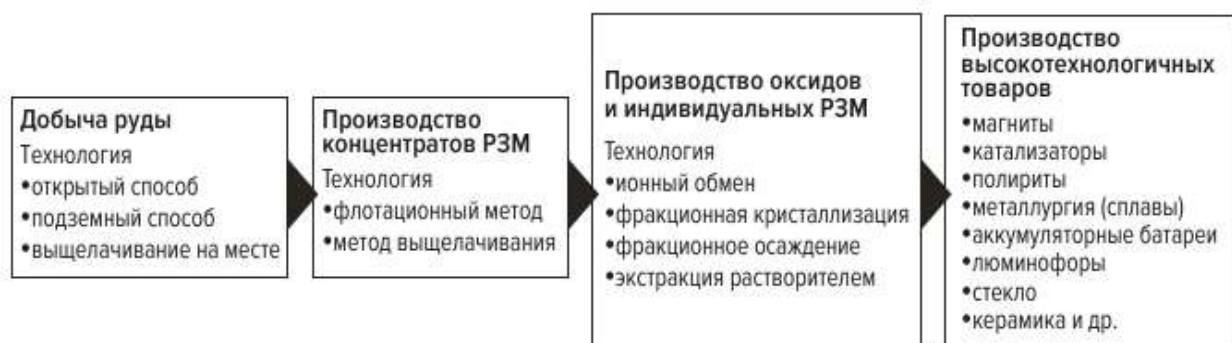 Добыча руды
Технология
•открытый способ
•подземный способ
•выщелачивание на месте
Производство
концентратов РЗМ
Технология
•флотационный метод
•метод выщелачивания
Производство оксидов
и индивидуальных РЗМ
Технология
•ионный обмен
•фракционная кристаллизация
•фракционное осаждение
•экстракция растворителем
Производство
высокотехнологичных
товаров
•магниты
•катализаторы
•полириты
•металлургия (сплавы)
•аккумуляторные батареи
•люминофоры
•стекло
•керамика и др.